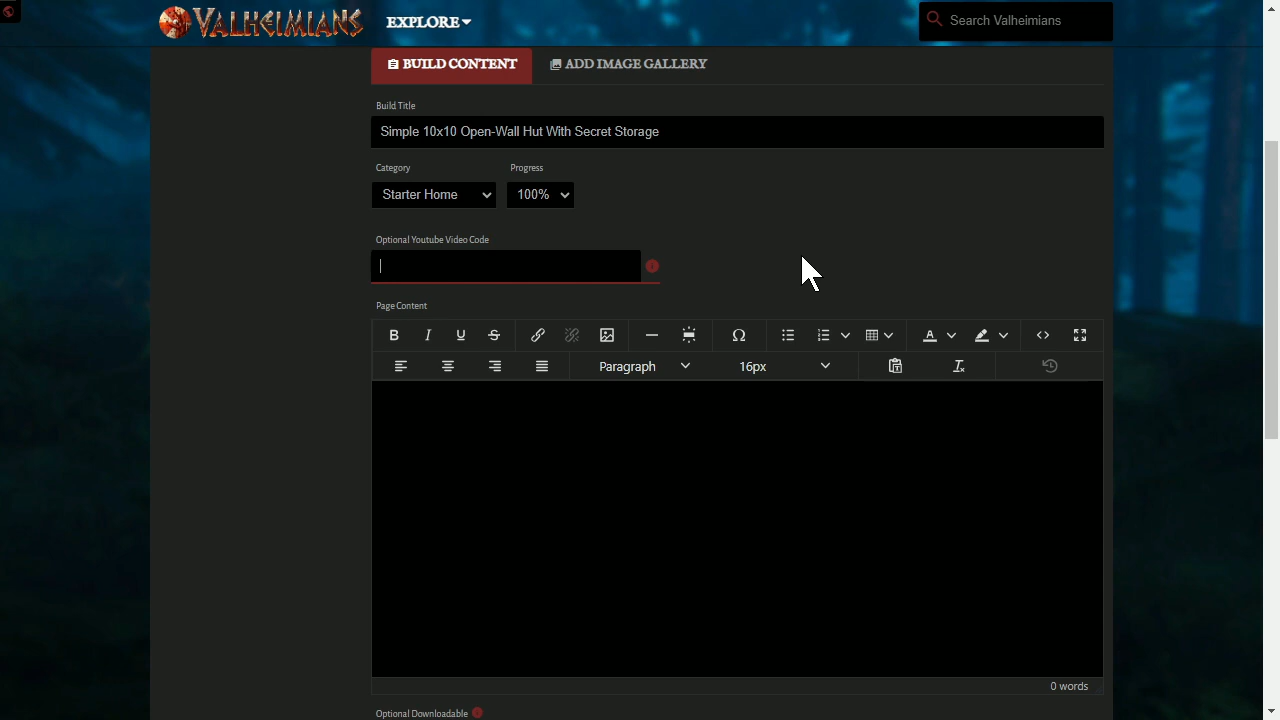 VALHEIMIANS
EXPLORE
Search Valheimians
BUILD CONTENT
ADD IMAGE GALLERY
Build Title
Simple 10x10 Open-Wall Hut With Secret Storage
Category
Progress
Starter Home
100%
Optional Youtube Video Code
Page Content
B I U S Ω A <>
Paragraph
16px
0 words
Optional Downloadable